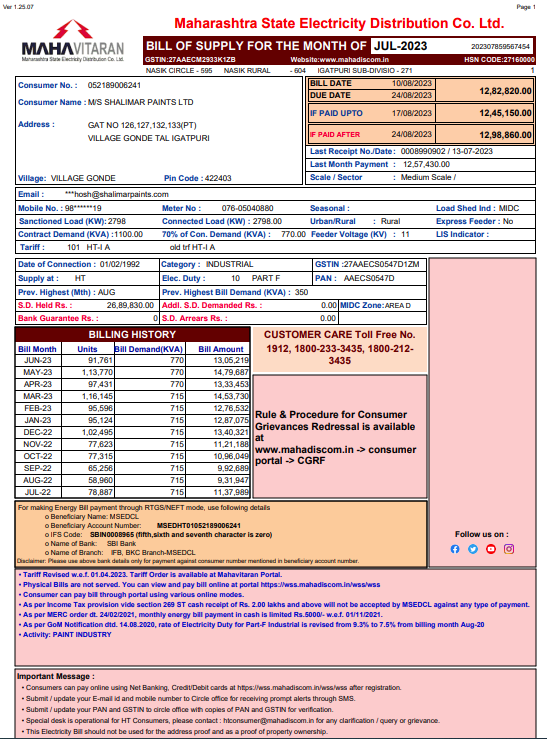 Ver 1.25.07
Page 1
Maharashtra State Electricity Distribution Co. Ltd.
MAHAVITARAN
Maharashtra State Electricity Distribution Co. Ltd.
BILL OF SUPPLY FOR THE MONTH OF JUL-2023 202307859567454
GSTIN:27AAECM2933K1ZB Website:www.mahadiscom.in HSN CODE:27160000
NASIK CIRCLE - 595 NASIK RURAL - 604 IGATPURI SUB-DIVISIO - 271 1
Consumer No. : 052189006241
Consumer Name : M/S SHALIMAR PAINTS LTD
Address : GAT NO 126,127,132,133(PT)
VILLAGE GONDE TAL IGATPURI
Village: VILLAGE GONDE Pin Code : 422403
BILL DATE 10/08/2023
DUE DATE 24/08/2023 12,82,820.00
IF PAID UPTO 17/08/2023 12,45,150.00
IF PAID AFTER 24/08/2023 12,98,860.00
Last Receipt No./Date : 0008990902 / 13-07-2023
Last Month Payment : 12,57,430.00
Scale / Sector : Medium Scale /
Email : ***hosh@shalimarpaints.com
Mobile No. : 98******19 Meter No : 076-05040880 Seasonal : Load Shed Ind : MIDC
Sanctioned Load (KW): 2798 Connected Load (KW) : 2798.00 Urban/Rural : Rural Express Feeder : No
Contract Demand (KVA) :1100.00 70% of Con. Demand (KVA) : 770.00 Feeder Voltage (KV) : 11 LIS Indicator :
Tariff : 101 HT-I A old trf HT-I A
Date of Connection : 01/02/1992 Category : INDUSTRIAL GSTIN :27AAECS0547D1ZM
Supply at : HT Elec. Duty : 10 PART F PAN : AAECS0547D
Prev. Highest (Mth) : AUG Prev. Highest Bill Demand (KVA) : 350
S.D. Held Rs. : 26,89,830.00 Addl. S.D. Demanded Rs. : 0.00 MIDC Zone: AREA D
Bank Guarantee Rs. : 0 S.D. Arrears Rs. : 0.00
BILLING HISTORY
Bill Month Units Bill Demand(KVA) Bill Amount
JUN-23 91,761 770 13,05,219
MAY-23 1,13,770 770 14,79,687
APR-23 97,431 770 13,33,453
MAR-23 1,16,145 715 14,53,730
FEB-23 95,596 715 12,76,532
JAN-23 95,124 715 12,87,075
DEC-22 1,02,495 715 13,40,321
NOV-22 77,623 715 11,21,188
OCT-22 77,315 715 10,96,049
SEP-22 65,256 715 9,92,689
AUG-22 58,960 715 9,31,947
JUL-22 78,887 715 11,37,989
CUSTOMER CARE Toll Free No.
1912, 1800-233-3435, 1800-212-
3435
Rule & Procedure for Consumer
Grievances Redressal is available
at
www.mahadiscom.in -> consumer
portal -> CGRF
Follow us on :
For making Energy Bill payment through RTGS/NEFT mode, use following details
o Beneficiary Name: MSEDCL
o Beneficiary Account Number: MSEDHT01052189006241
o IFS Code: SBIN0008965 (fifth,sixth and seventh character is zero)
o Name of Bank: SBI Bank
o Name of Branch: IFB, BKC Branch-MSEDCL
Disclaimer: Please use above bank details only for payment against consumer number mentioned in beneficiary account number.
• Tariff Revised w.e.f. 01.04.2023. Tariff Order is available at Mahavitaran Portal.
• Physical Bills are not served. You can view and pay bill online at portal https://wss.mahadiscom.in/wss/wss
• Consumer can pay bill through portal using various online modes.
• As per Income Tax provision vide section 269 ST cash receipt of Rs. 2.00 lakhs and above will not be accepted by MSEDCL against any type of payment.
• As per MERC order dt. 24/02/2021, monthly energy bill payment in cash is limited Rs.5000/- w.e.f. 01/11/2021.
• As per GoM Notification dtd. 14.08.2020, rate of Electricity Duty for Part-F Industrial is revised from 9.3% to 7.5% from billing month Aug-20
• Activity: PAINT INDUSTRY
Important Message :
• Consumers can pay online using Net Banking, Credit/Debit cards at https://wss.mahadiscom.in/wss/wss after registration.
• Submit / update your E-mail id and mobile number to Circle office for receiving prompt alerts through SMS.
• Submit / update your PAN and GSTIN to circle office with copies of PAN and GSTIN for verification.
• Special desk is operational for HT Consumers, please contact : htconsumer@mahadiscom.in for any clarification / query or grievance.
• This Electricity Bill should not be used for the address proof and as a proof of property ownership.